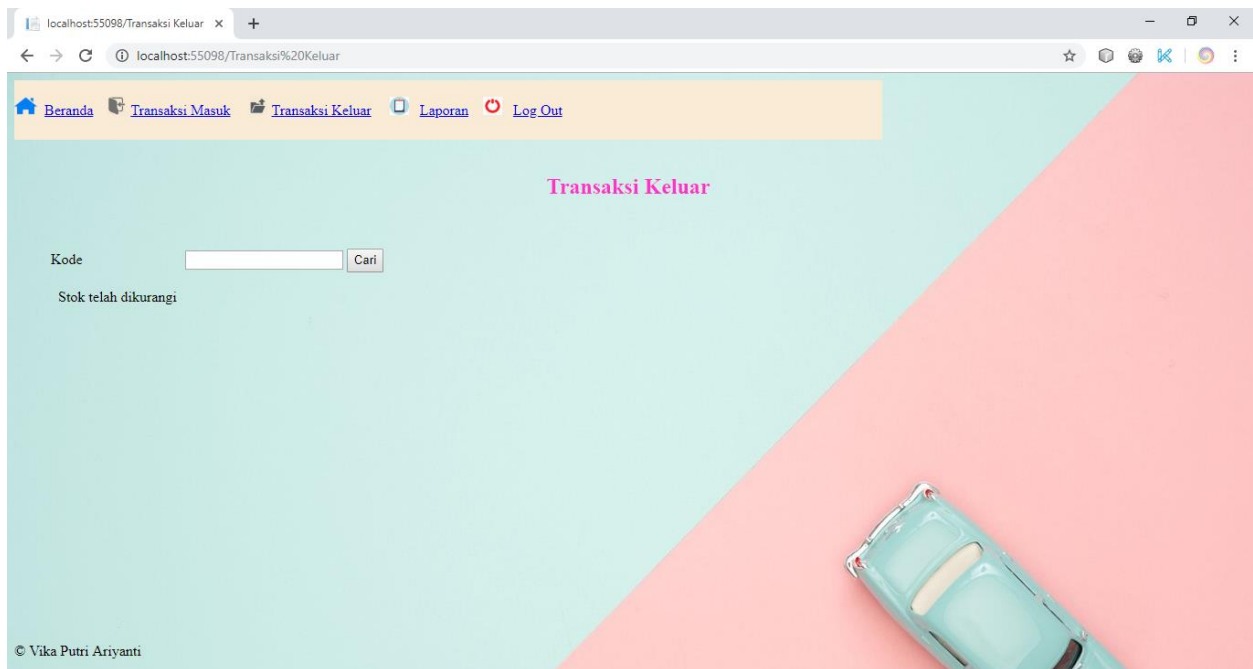 localhost:55098/Transaksi Keluar
localhost:55098/Transaksi%20Keluar
Beranda Transaksi Masuk Transaksi Keluar Laporan Log Out
Transaksi Keluar
Kode Cari
Stok telah dikurangi
© Vika Putri Ariyanti